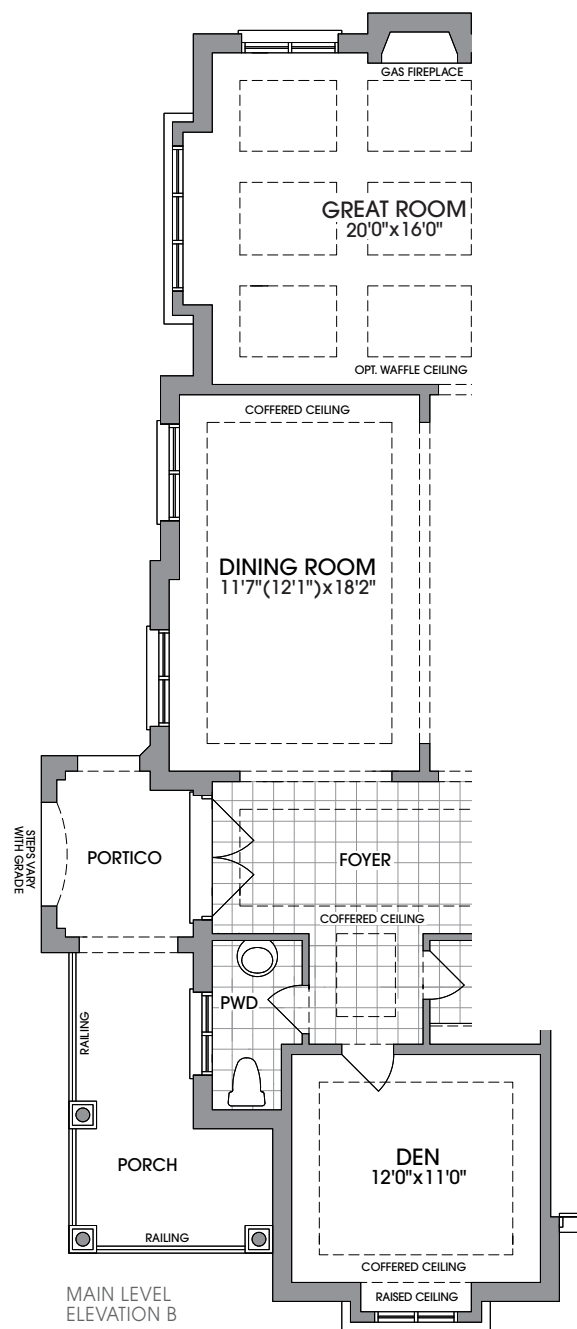 GAS FIREPLACE
GREAT ROOM
20'0"x16'0"
OPT. WAFFLE CEILING
COFFERED CEILING
DINING ROOM
11'7"(12'1")x18'2"
STEPS VARY
WITH GRADE
PORTICO
FOYER
COFFERED CEILING
PWD
RAILING
PORCH
DEN
12'0"x11'0"
RAILING
COFFERED CEILING
RAISED CEILING
MAIN LEVEL
ELEVATION B